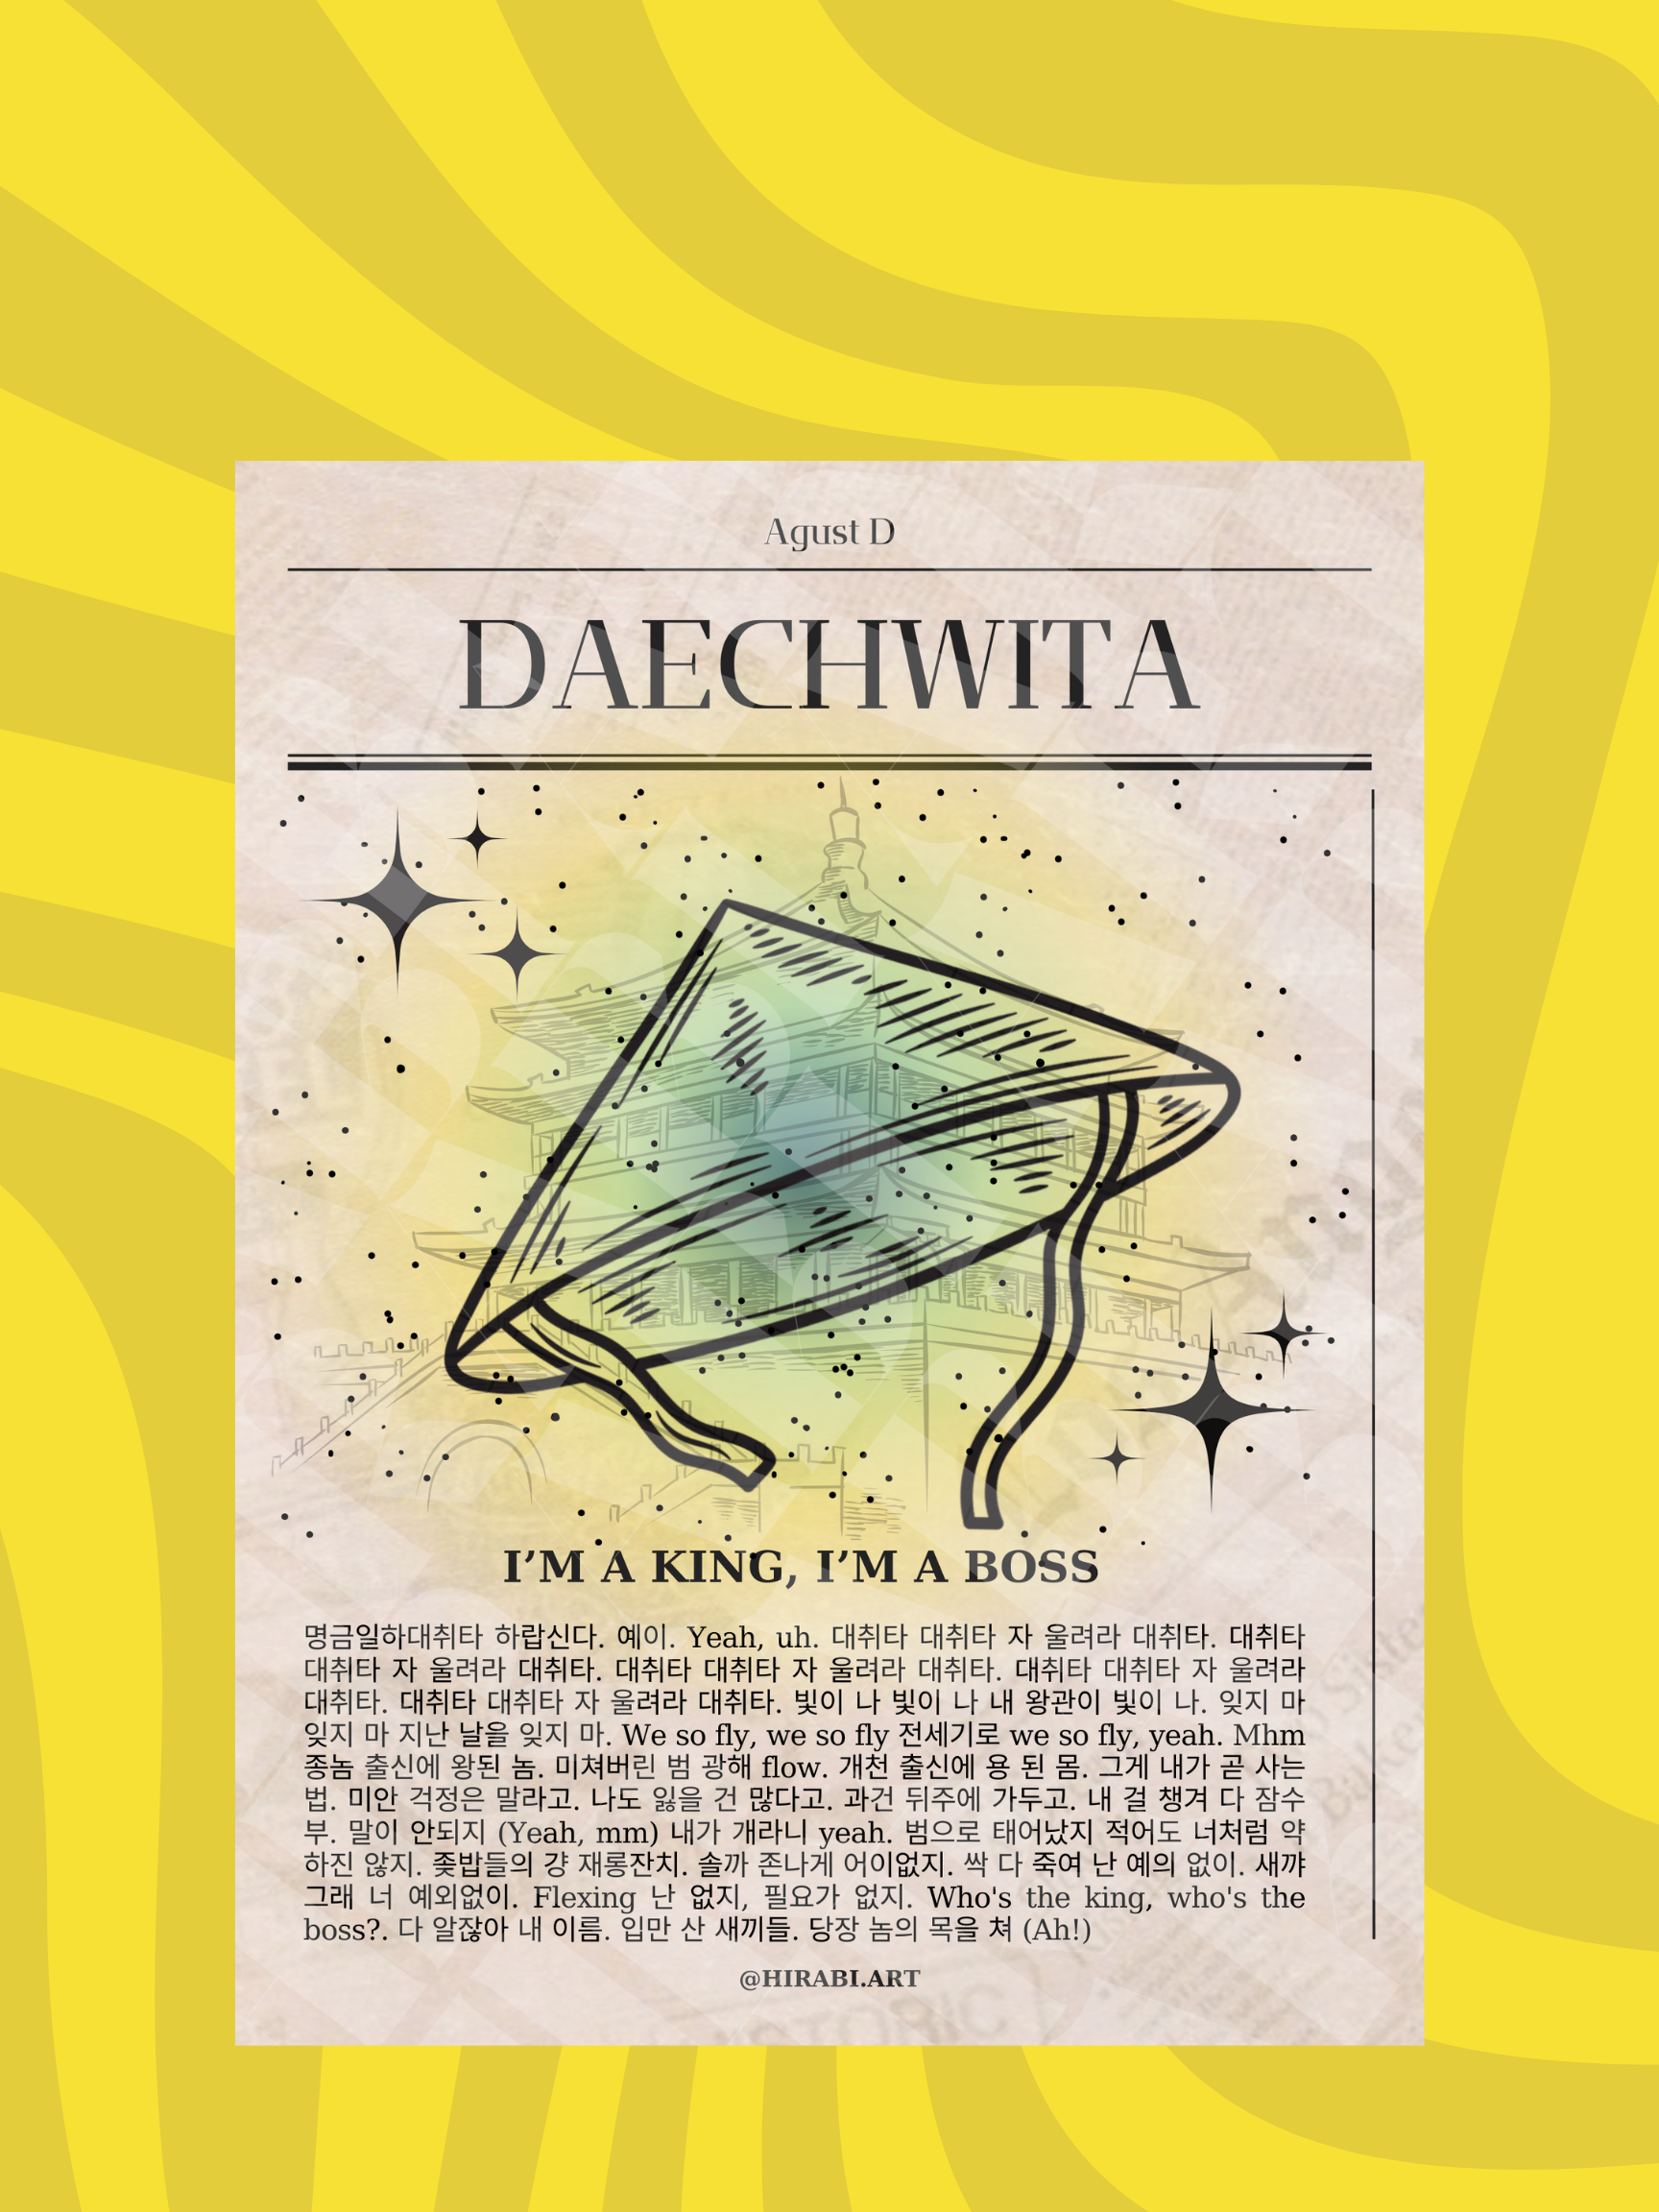 Agust D
DAECHWITA
I'M A KING, I'M A BOSS
명금일하대취타 하랍신다. 예이. Yeah, uh. 대취타 대취타 자 울려라 대취타. 대취타
대취타 자 울려라 대취타. 대취타 대취타 자 울려라 대취타. 대취타 대취타 자 울려라
대취타. 대취타 대취타 자 울려라 대취타. 빛이 나 빛이 나 내 왕관이 빛이 나. 잊지 마
잊지 마 지난 날을 잊지 마. We so fly, we so fly 전세기로 we so fly, yeah. Mhm
종놈 출신에 왕된 놈. 미쳐버린 범 광해 flow. 개천 출신에 용 된 몸. 그게 내가 곧 사는
법. 미안 걱정은 말라고. 나도 잃을 건 많다고. 과건 뒤주에 가두고. 내 걸 챙겨 다 잠수
부. 말이 안되지 (Yeah, mm) 내가 개라니 yeah. 범으로 태어났지 적어도 너처럼 약
하진 않지. 좆밥들의 걍 재롱잔치. 솔까 존나게 어이없지. 싹 다 죽여 난 예의 없이. 새꺄
그래 너 예외없이. Flexing 난 없지, 필요가 없지. Who's the king, who's the
boss?. 다 알잖아 내 이름. 입만 산 새끼들. 당장 놈의 목을 쳐 (Ah!)
@HIRABI.ART